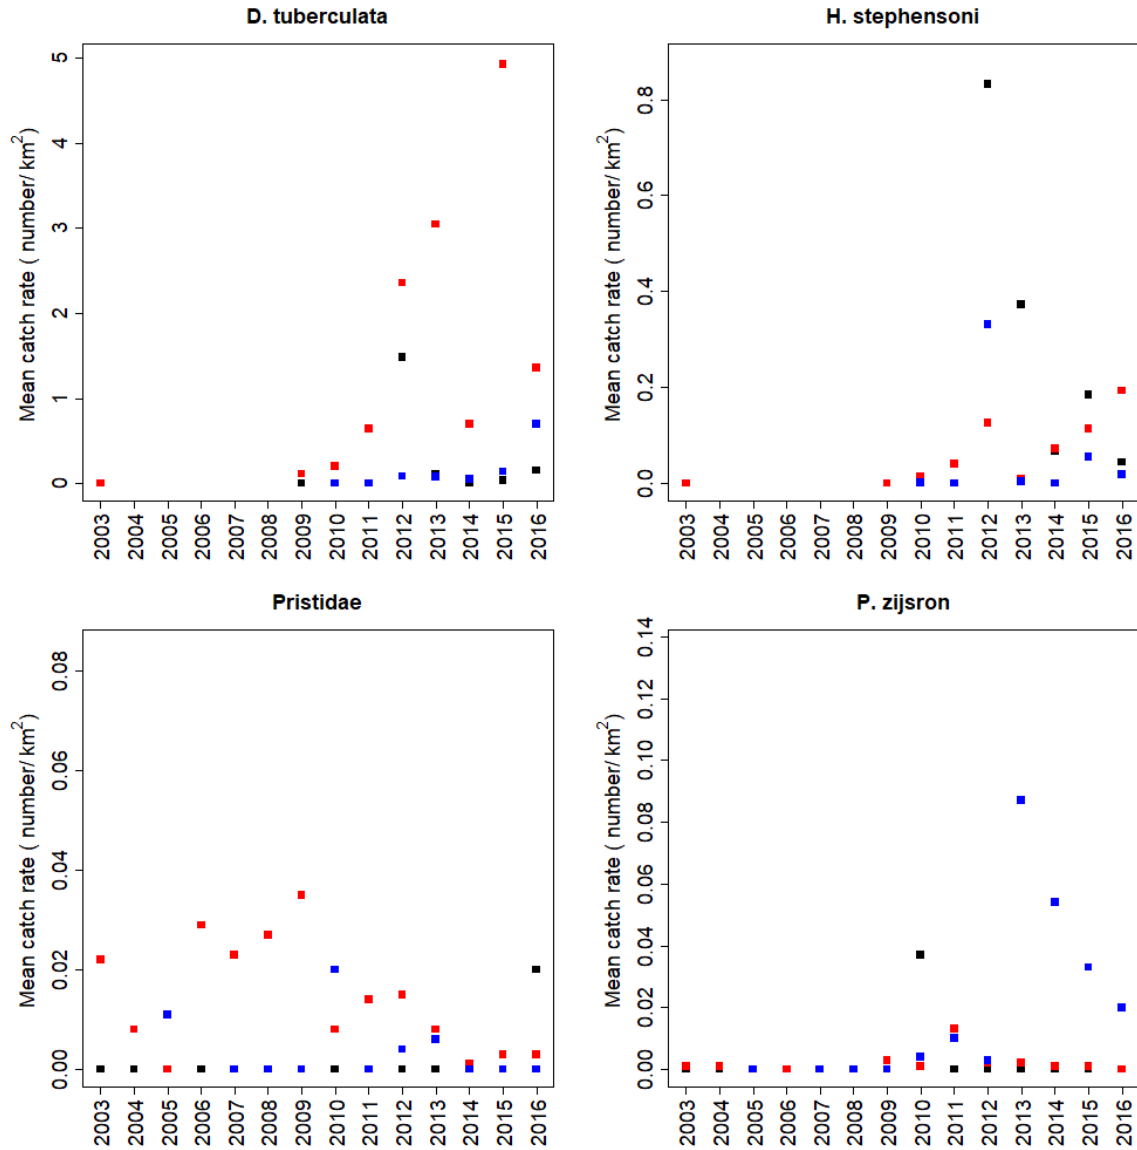 D. tuberculata
Mean catch rate ( number/ km²)
5
4
3
2
1
0
2003 2004 2005 2006 2007 2008 2009 2010 2011 2012 2013 2014 2015 2016
H. stephensoni
Mean catch rate ( number/ km²)
0.8
0.6
0.4
0.2
0.0
2003 2004 2005 2006 2007 2008 2009 2010 2011 2012 2013 2014 2015 2016
Pristidae
Mean catch rate ( number/ km²)
0.08
0.06
0.04
0.02
0.00
2003 2004 2005 2006 2007 2008 2009 2010 2011 2012 2013 2014 2015 2016
P. zijsron
Mean catch rate ( number/ km²)
0.14
0.12
0.10
0.08
0.06
0.04
0.02
0.00
2003 2004 2005 2006 2007 2008 2009 2010 2011 2012 2013 2014 2015 2016